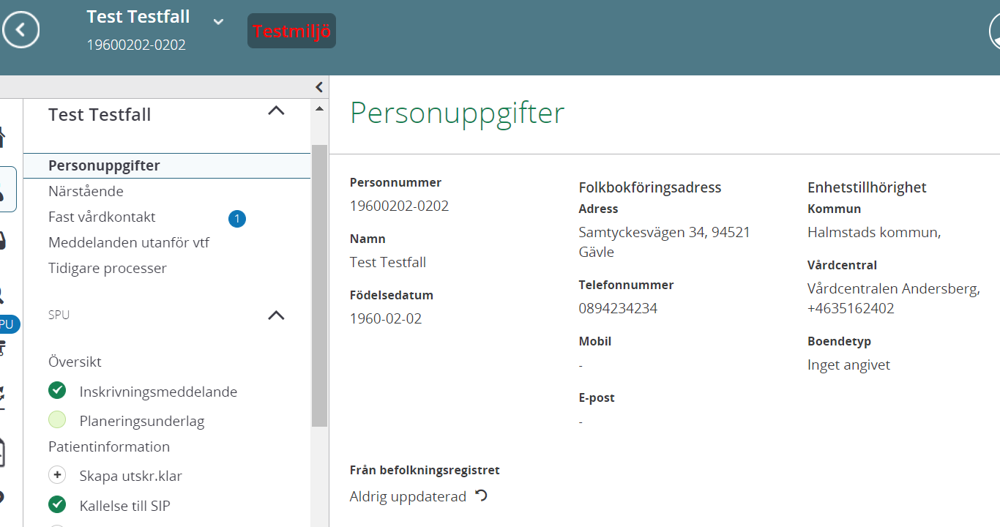 Test Testfall
19600202-0202
Testmiljö
Test Testfall
Personuppgifter
Närstående
Fast vårdkontakt
1
Meddelanden utanför vtf
Tidigare processer
SPU
PU
Översikt
Inskrivningsmeddelande
Planeringsunderlag
Patientinformation
Skapa utskr.klar
Kallelse till SIP
Personuppgifter
Personnummer
19600202-0202
Namn
Test Testfall
Födelsedatum
1960-02-02
Folkbokföringsadress
Adress
Samtyckesvägen 34, 94521
Gävle
Telefonnummer
0894234234
Mobil
-
E-post
-
Enhetstillhörighet
Kommun
Halmstads kommun,
Vårdcentral
Vårdcentralen Andersberg,
+4635162402
Boendetyp
Inget angivet
Från befolkningsregistret
Aldrig uppdaterad